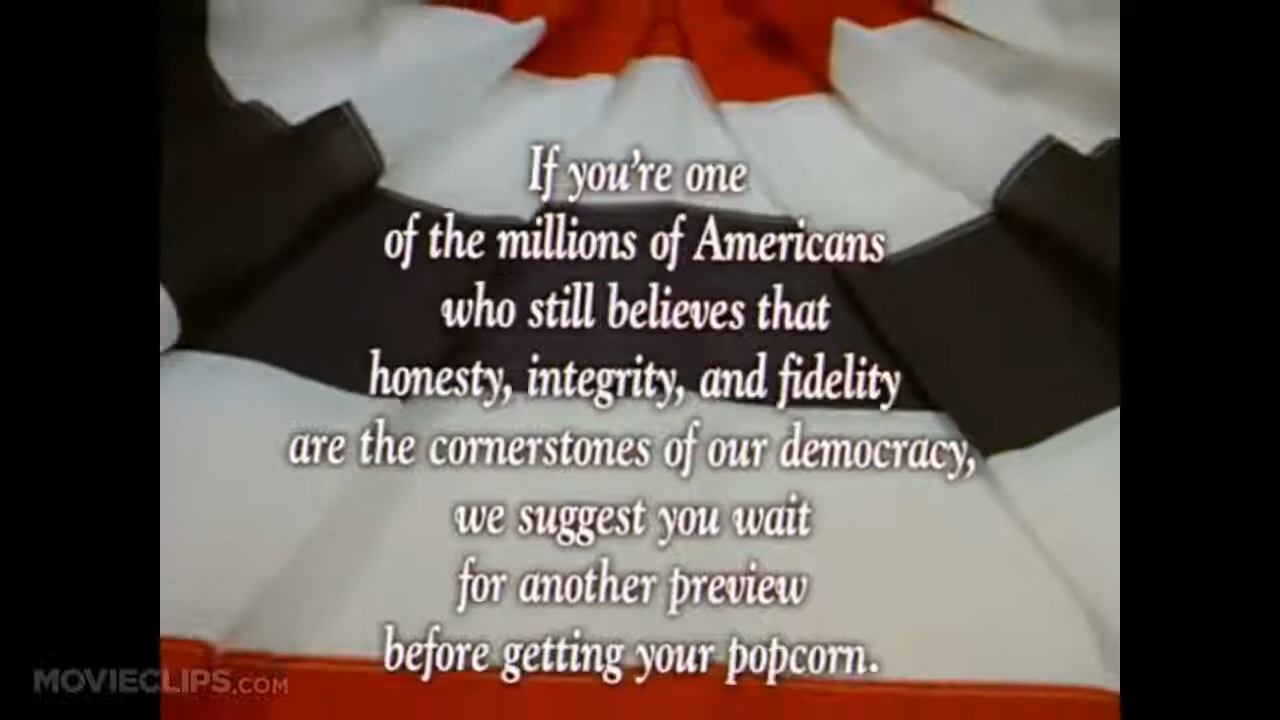 If you're one
of the millions of Americans
who still believes that
honesty, integrity, and fidelity
are the cornerstones of our democracy,
we suggest you wait
for another preview
before getting your popcorn.
MOVIECLIPS.COM